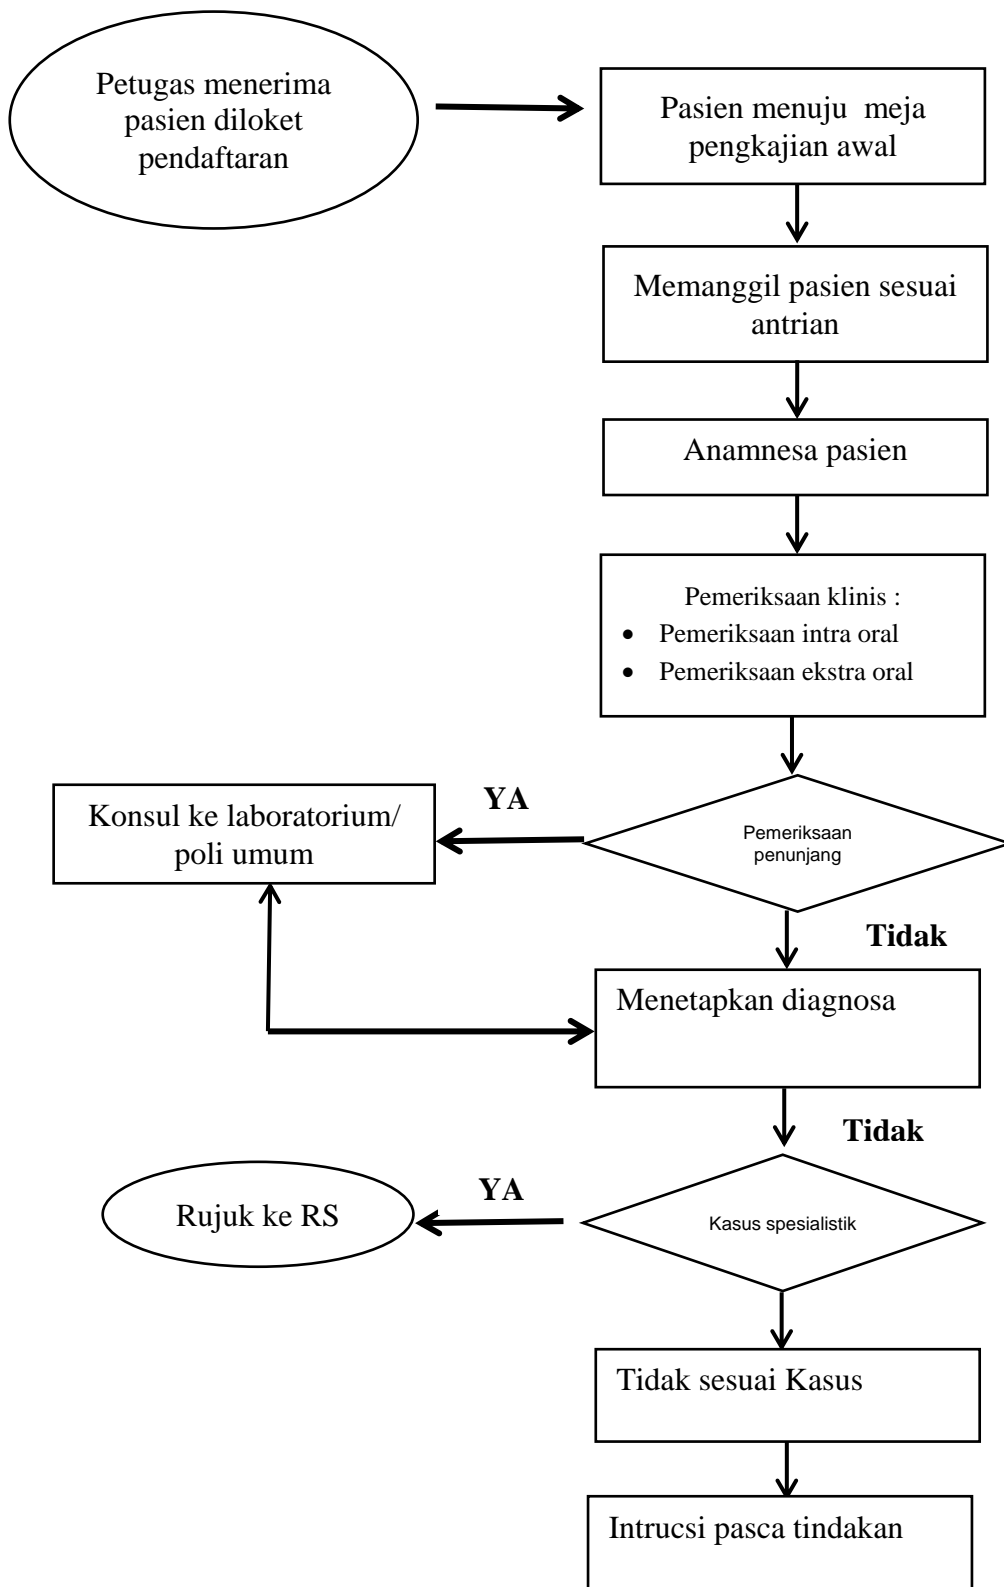 Petugas menerima
pasien diloket
pendaftaran
Pasien menuju meja
pengkajian awal
Memanggil pasien sesuai
antrian
Anamnesa pasien
Pemeriksaan klinis :
• Pemeriksaan intra oral
• Pemeriksaan ekstra oral
YA
Konsul ke laboratorium/
poli umum
Pemeriksaan
penunjang
Tidak
Menetapkan diagnosa
Tidak
YA
Rujuk ke RS
Kasus spesialistik
Tidak sesuai Kasus
Intrucsi pasca tindakan